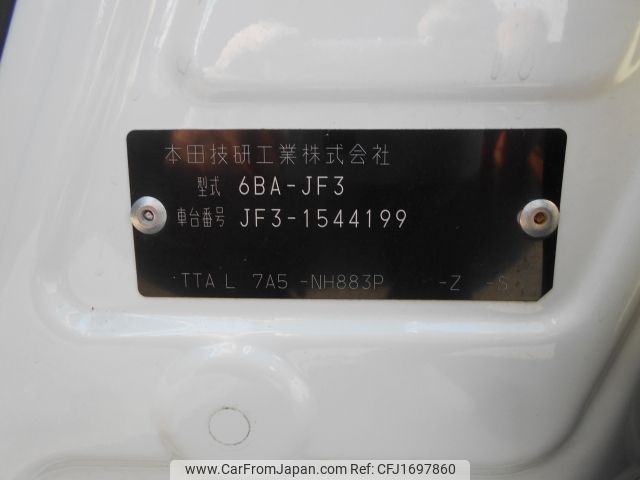 本田技研工業株式会社
型式 6BA-JF3
車台番号 JF3-1544199
TTA L 7A5 -NH883P -Z -S
www.CarFromJapan.com | Ref. No: CFJ1697860